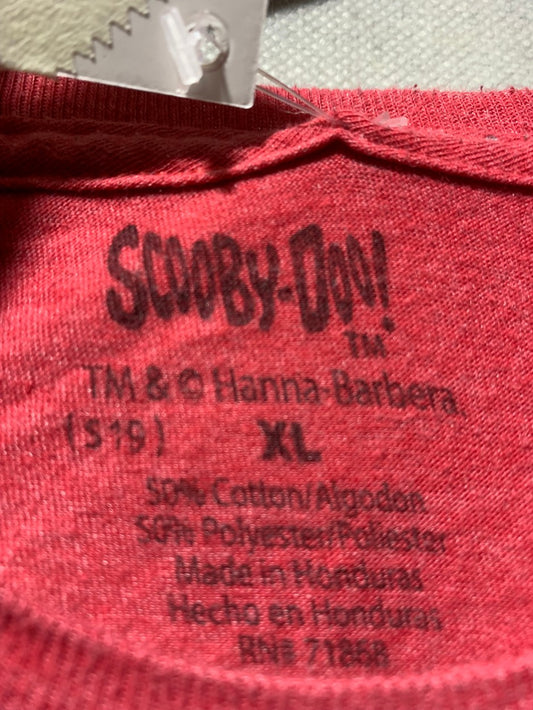 SCOOBY-DOO!
TM
TM & © Hanna-Barbera.
(S19) XL
50% Cotton/Algodon
50% Polyester/Poliester
Made in Honduras
Hecho en Honduras
RN# 71868